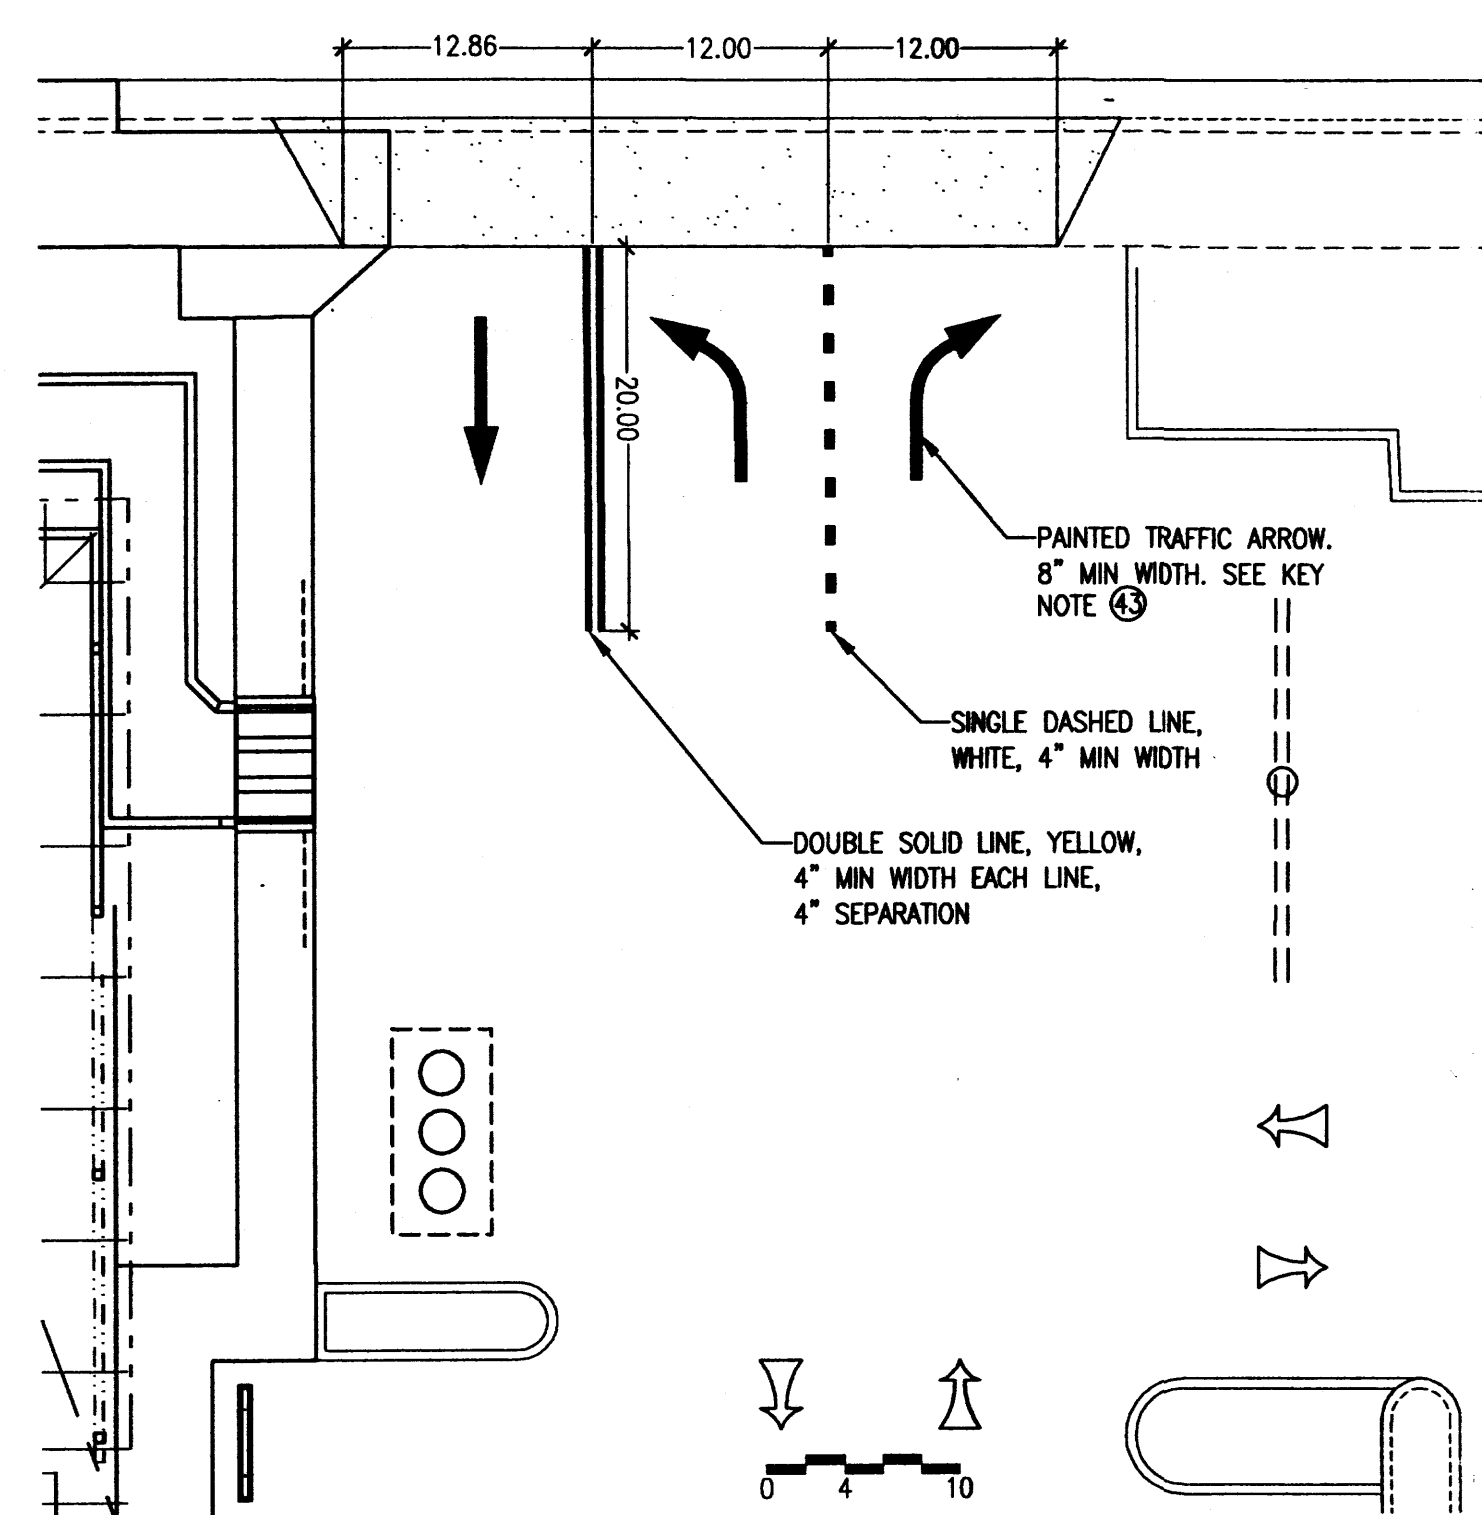 12.86 12.00 12.00
20.00
PAINTED TRAFFIC ARROW.
8" MIN WIDTH. SEE KEY
NOTE 43
SINGLE DASHED LINE,
WHITE, 4" MIN WIDTH
DOUBLE SOLID LINE, YELLOW,
4" MIN WIDTH EACH LINE,
4" SEPARATION
0 4 10